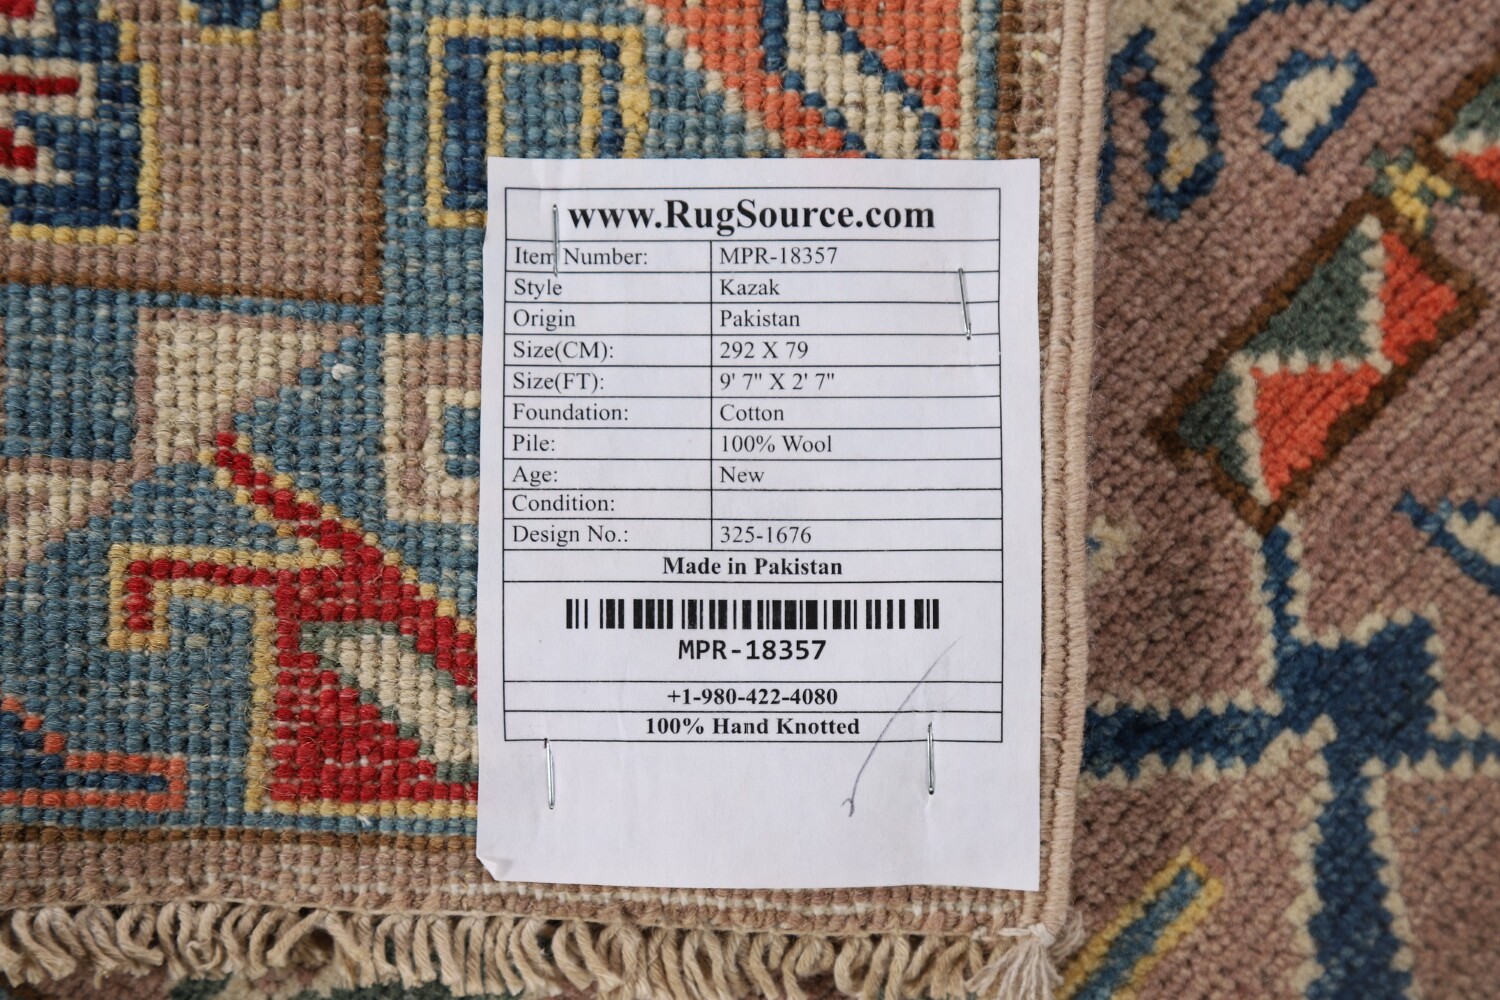 www.RugSource.com
Item Number: MPR-18357
Style Kazak
Origin Pakistan
Size(CM): 292 X 79
Size(FT): 9' 7" X 2' 7"
Foundation: Cotton
Pile: 100% Wool
Age: New
Condition:
Design No.: 325-1676
Made in Pakistan
MPR-18357
+1-980-422-4080
100% Hand Knotted